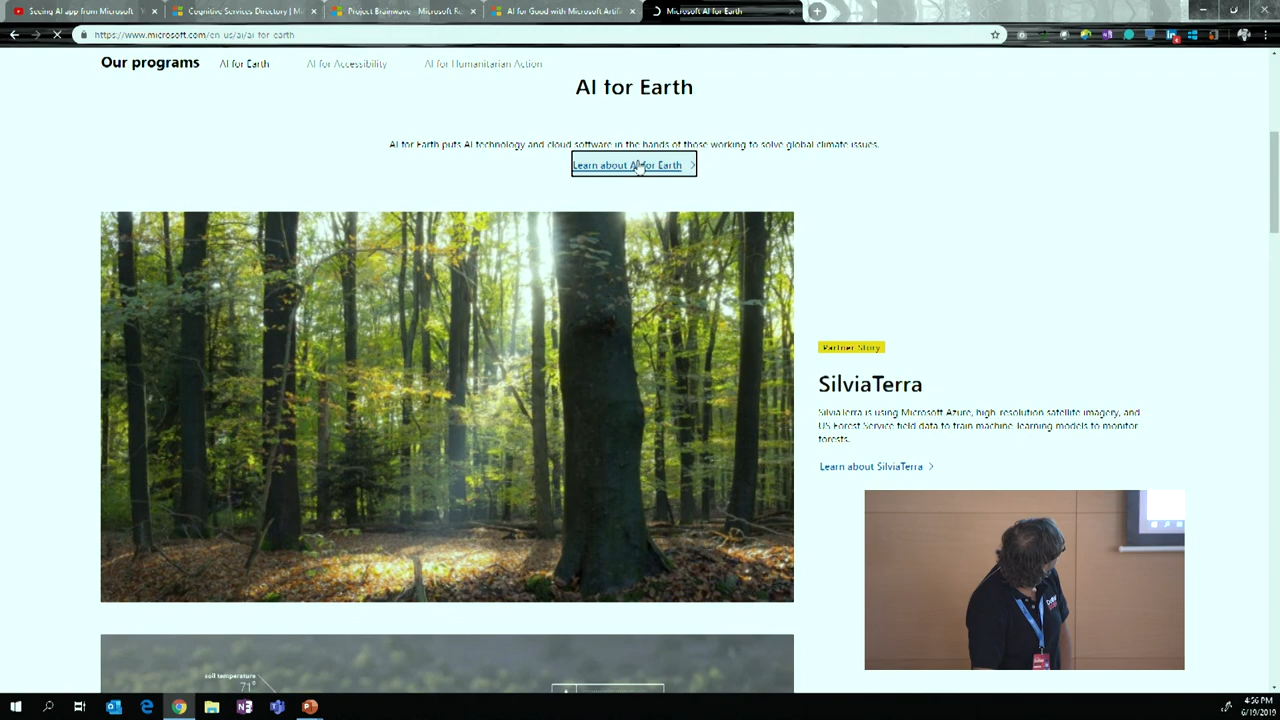 Seeing AI app from Microsoft
Cognitive Services Directory | M
Project Brainwave - Microsoft Re
AI for Good with Microsoft Artif
Microsoft AI for Earth
https://www.microsoft.com/en-us/ai/ai-for-earth
Our programs AI for Earth AI for Accessibility AI for Humanitarian Action
AI for Earth
AI for Earth puts AI technology and cloud software in the hands of those working to solve global climate issues.
Learn about AI for Earth
Partner Story
SilviaTerra
SilviaTerra is using Microsoft Azure, high-resolution satellite imagery, and
US Forest Service field data to train machine-learning models to monitor
forests.
Learn about SilviaTerra
soil temperature
71°
4:56 PM
6/19/2019